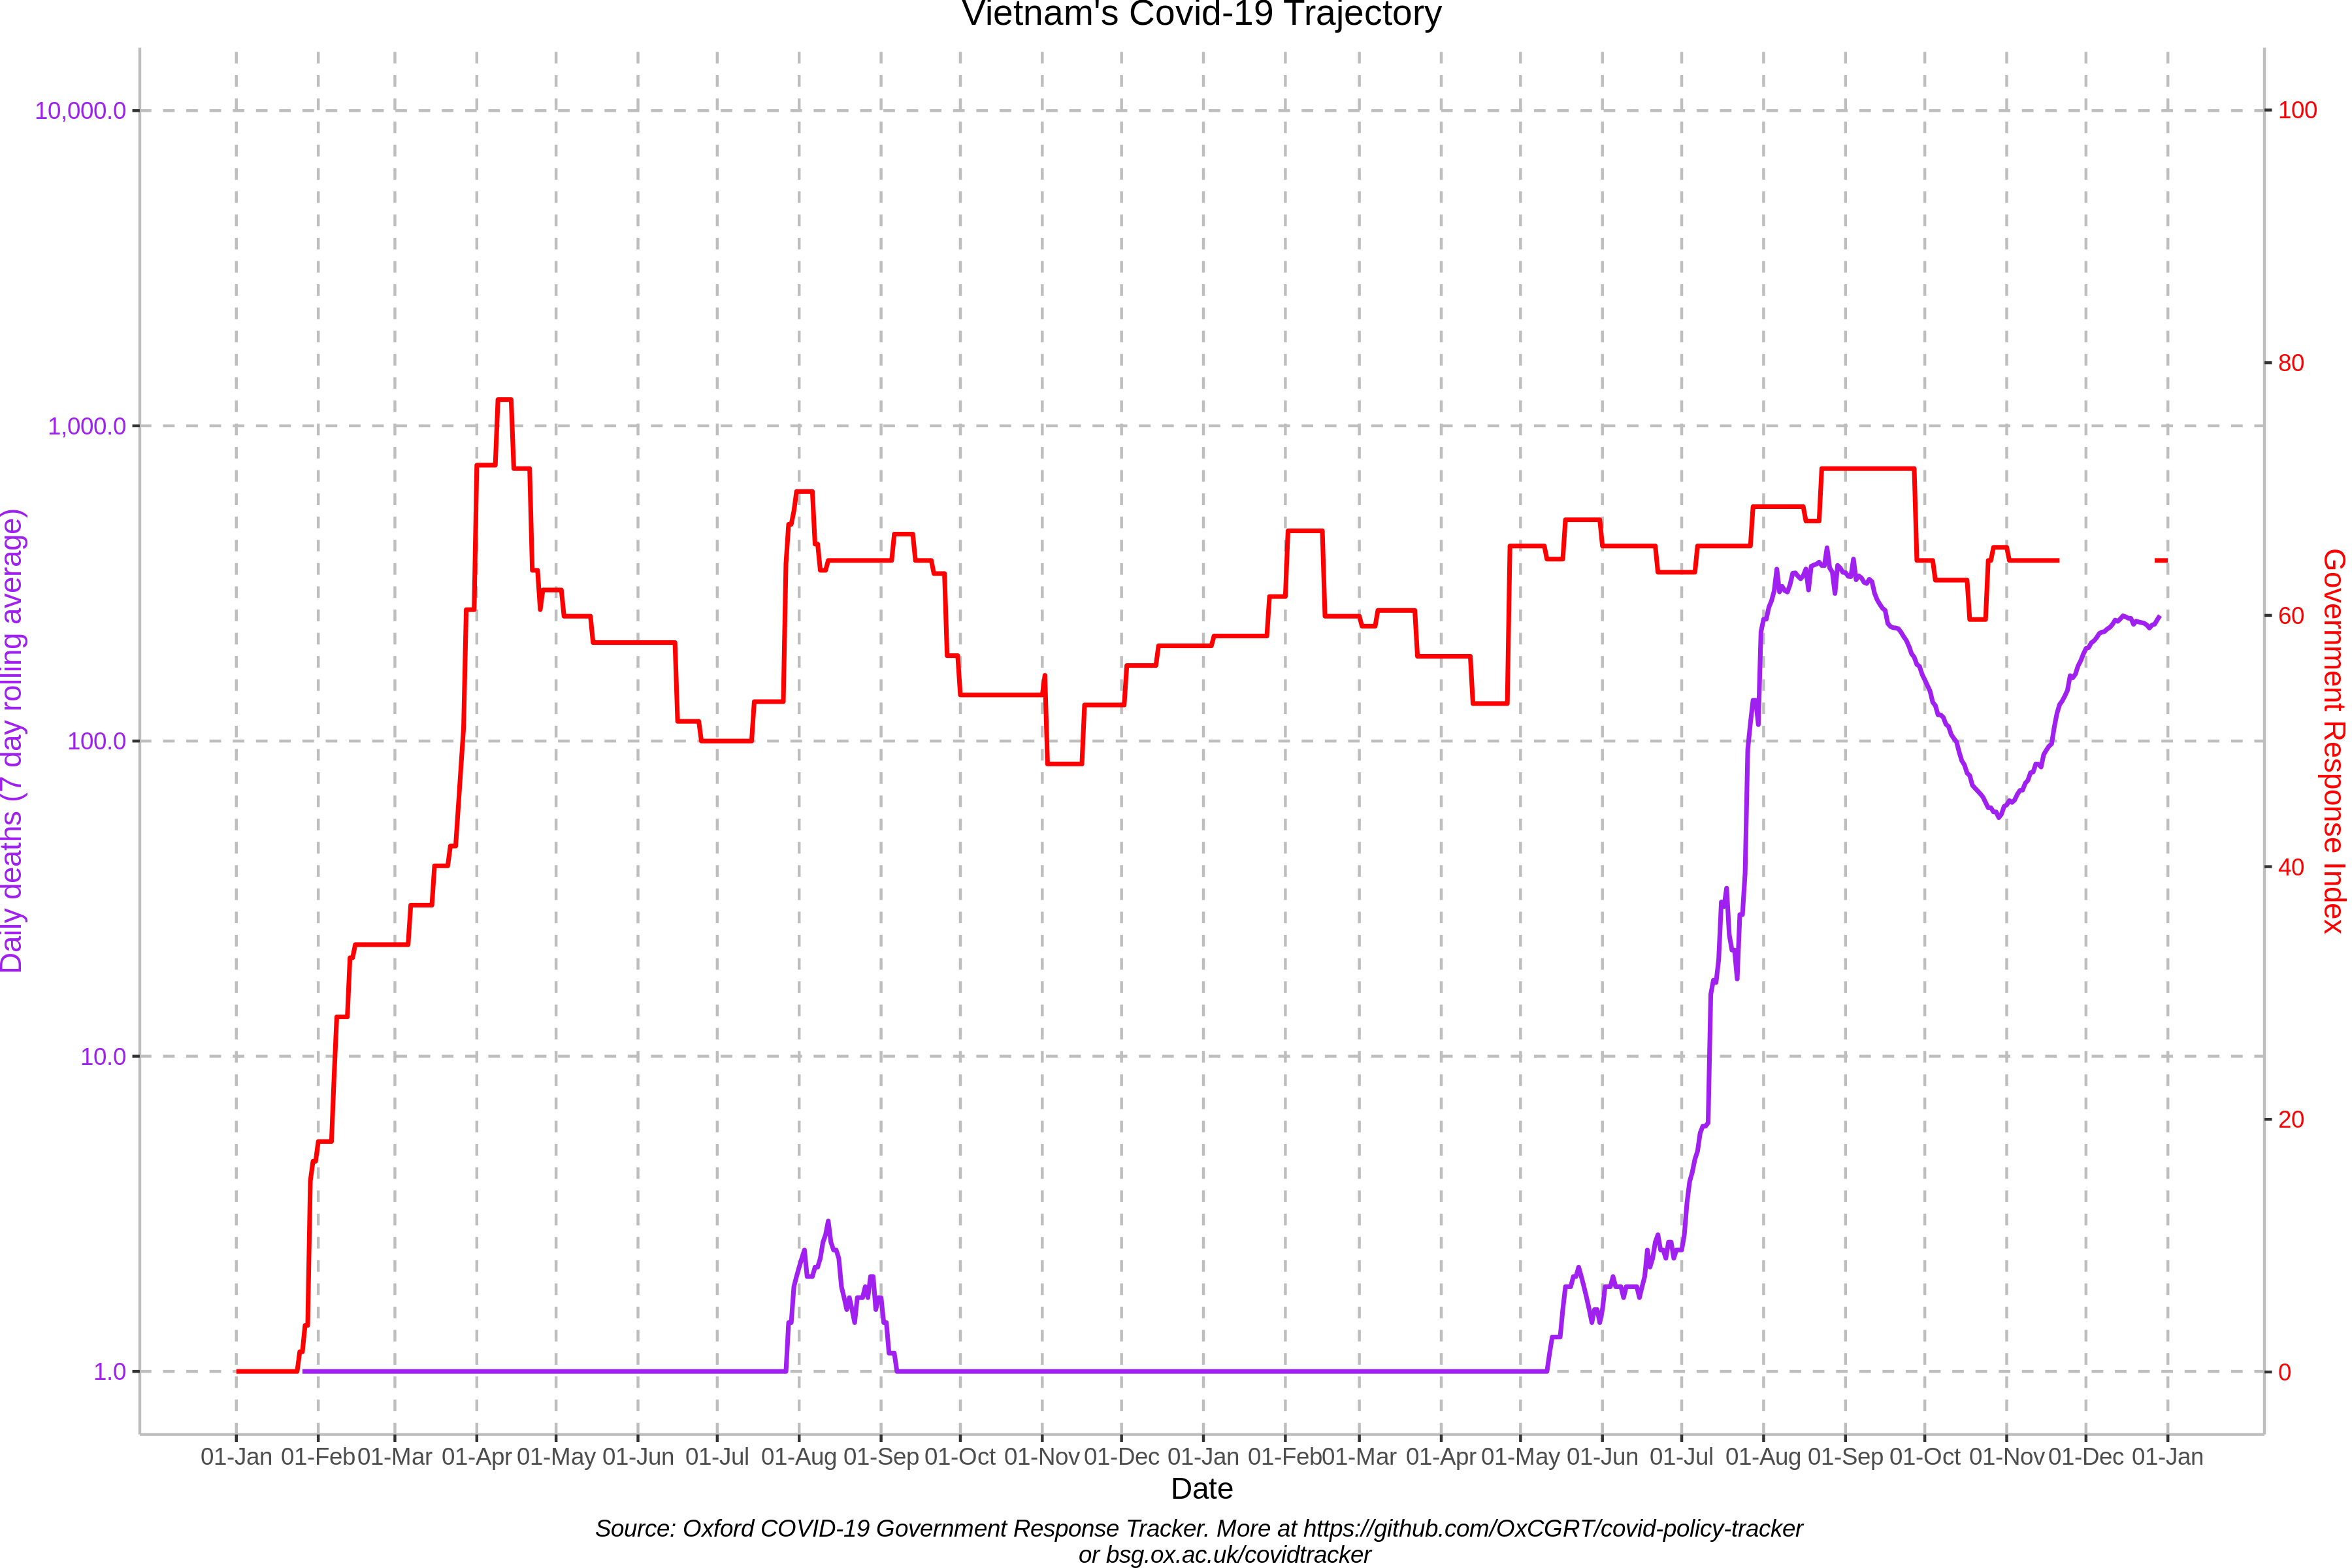 Vietnam's Covid-19 Trajectory
10,000.0
1,000.0
100.0
10.0
1.0
Daily deaths (7 day rolling average)
100
80
60
40
20
0
Government Response Index
01-Jan 01-Feb 01-Mar 01-Apr 01-May 01-Jun 01-Jul 01-Aug 01-Sep 01-Oct 01-Nov 01-Dec 01-Jan 01-Feb 01-Mar 01-Apr 01-May 01-Jun 01-Jul 01-Aug 01-Sep 01-Oct 01-Nov 01-Dec 01-Jan
Date
Source: Oxford COVID-19 Government Response Tracker. More at https://github.com/OxCGRT/covid-policy-tracker
or bsg.ox.ac.uk/covidtracker